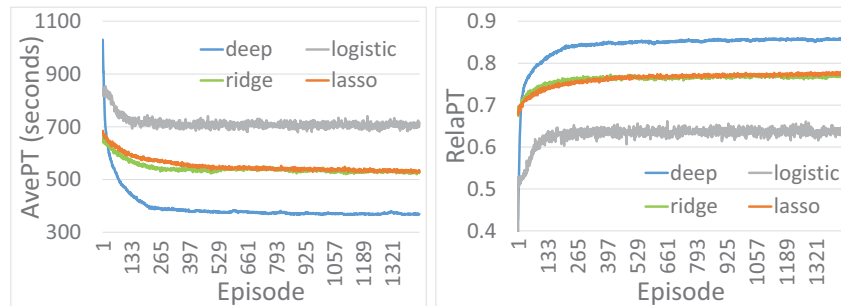 1100
900
700
500
300
AvePT (seconds)
deep
logistic
ridge
lasso
1
133
265
397
529
661
793
925
1057
1189
1321
Episode
0.9
0.8
0.7
0.6
0.5
0.4
RelaPT
deep
logistic
ridge
lasso
1
133
265
397
529
661
793
925
1057
1189
1321
Episode